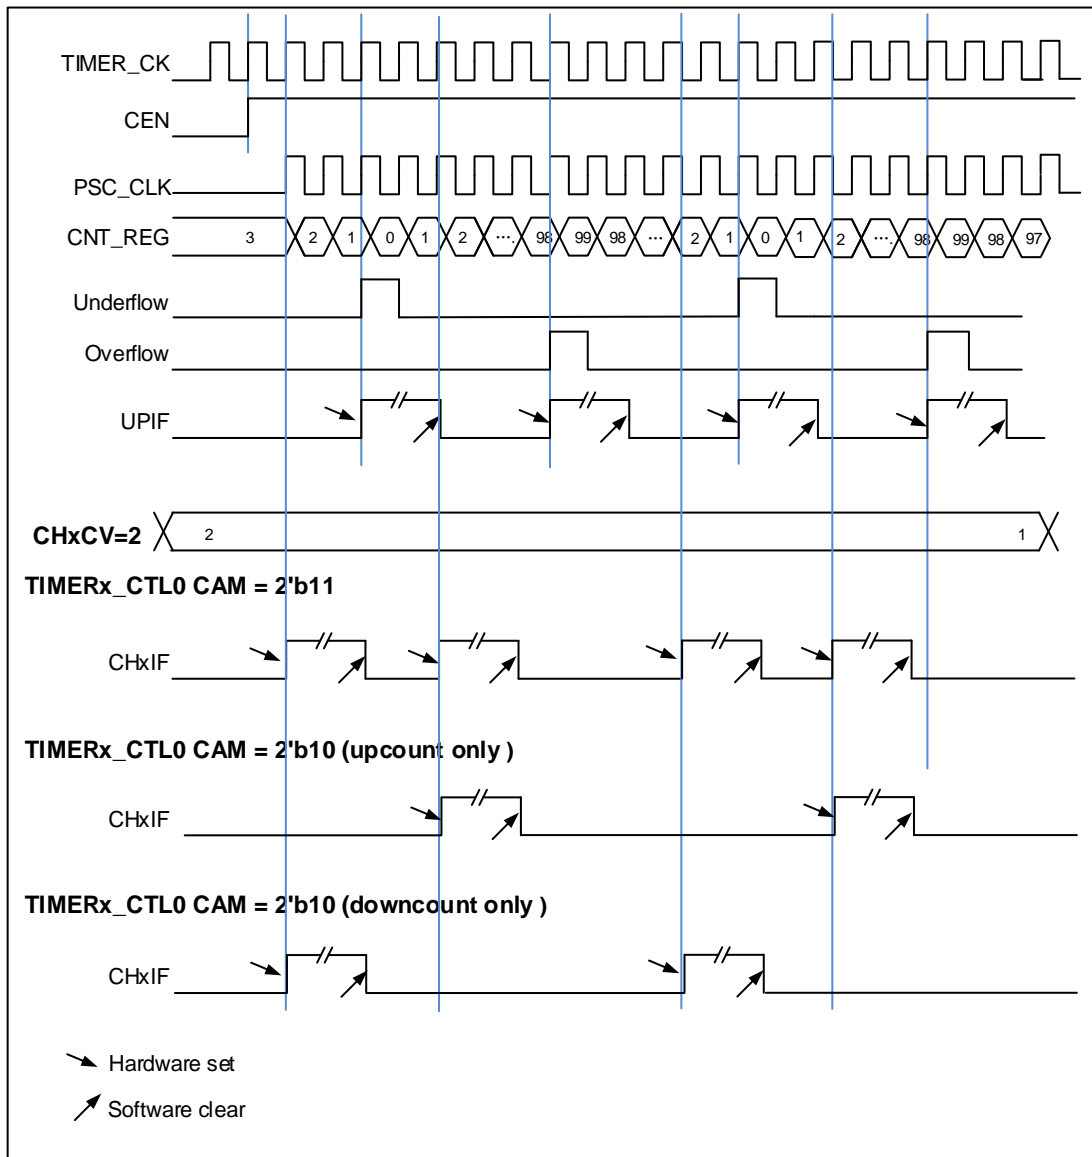 TIMER_CK
CEN
PSC_CLK
CNT_REG 3 2 1 0 1 2 .... 98 99 98 ... 2 1 0 1 2 .... 98 99 98 97
Underflow
Overflow
UPIF
CHxCV=2 2 1
TIMERx_CTL0 CAM = 2'b11
CHxIF
TIMERx_CTL0 CAM = 2'b10 (upcount only )
CHxIF
TIMERx_CTL0 CAM = 2'b10 (downcount only )
CHxIF
Hardware set
Software clear